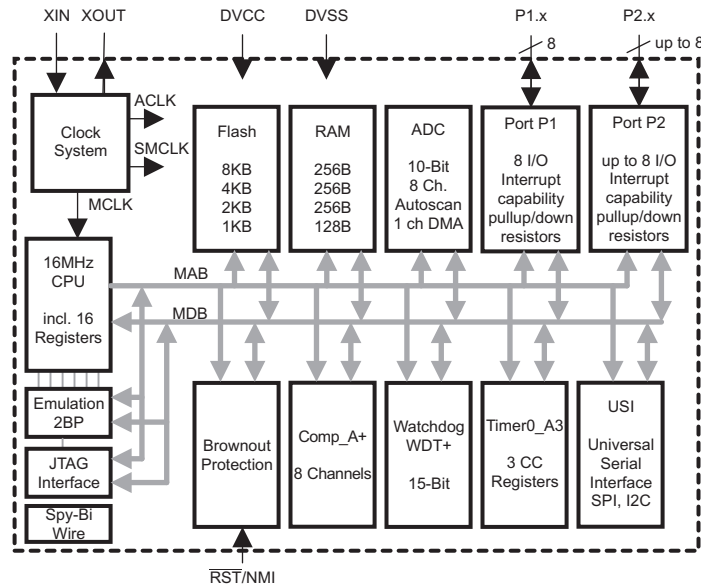 XIN XOUT DVCC DVSS P1.x P2.x
8 up to 8
ACLK
SMCLK
MCLK
Clock
System
Flash
8KB
4KB
2KB
1KB
RAM
256B
256B
256B
128B
ADC
10-Bit
8 Ch.
Autoscan
1 ch DMA
Port P1
8 I/O
Interrupt
capability
pullup/down
resistors
Port P2
up to 8 I/O
Interrupt
capability
pullup/down
resistors
16MHz
CPU
incl. 16
Registers
MAB
MDB
Emulation
2BP
JTAG
Interface
Spy-Bi
Wire
Brownout
Protection
Comp_A+
8 Channels
Watchdog
WDT+
15-Bit
Timer0_A3
3 CC
Registers
USI
Universal
Serial
Interface
SPI, I2C
RST/NMI